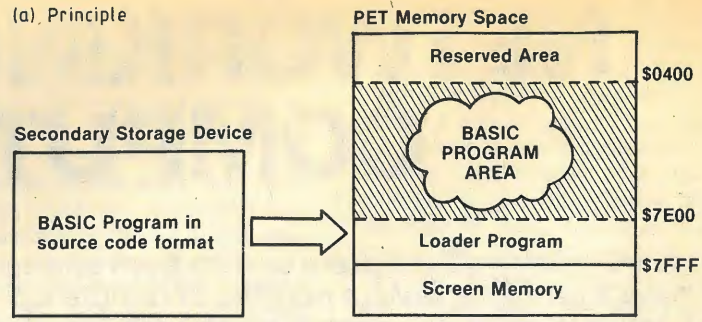 (a). Principle
PET Memory Space
Reserved Area
$0400
Secondary Storage Device
BASIC
PROGRAM
AREA
BASIC Program in
source code format
$7E00
Loader Program
$7FFF
Screen Memory